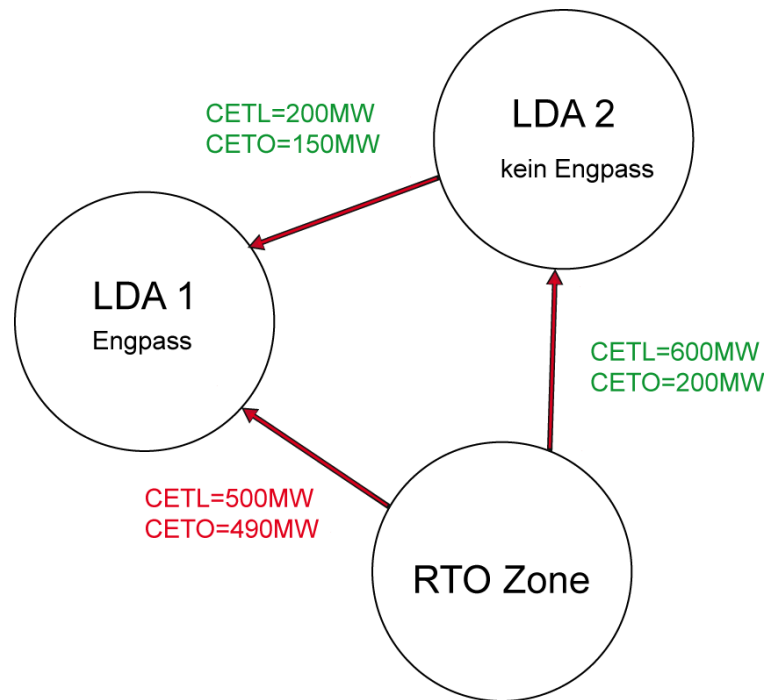 CETL=200MW
CETO=150MW
LDA 2
kein Engpass
LDA 1
Engpass
CETL=600MW
CETO=200MW
CETL=500MW
CETO=490MW
RTO Zone